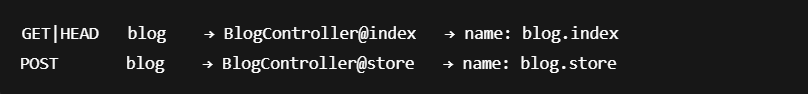 GET|HEAD blog → BlogController@index → name: blog.index
POST blog → BlogController@store → name: blog.store